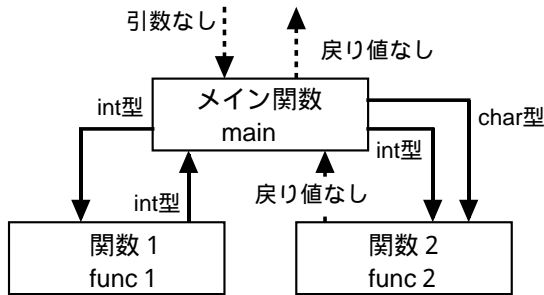 引数なし
戻り値なし
メイン関数
main
int型
char型
int型
int型
戻り値なし
関数 1
func 1
関数 2
func 2